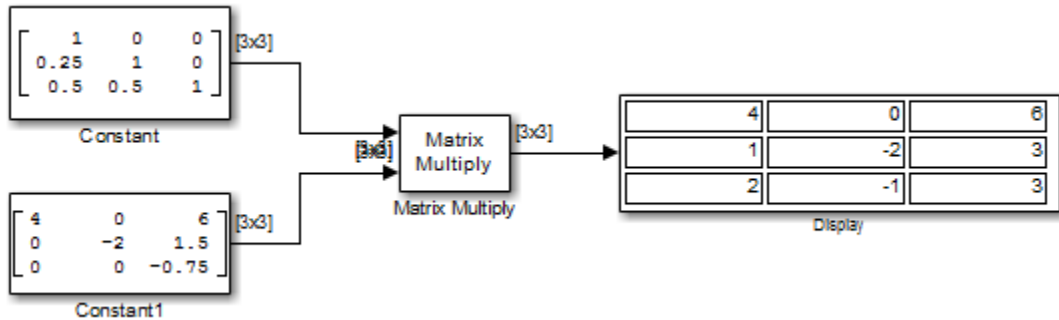 1 0 0
0.25 1 0
0.5 0.5 1
[3x3]
Constant
4 0 6
0 -2 1.5
0 0 -0.75
[3x3]
Constant1
Matrix
Multiply
Matrix Multiply
[3x3]
4 0 6
1 -2 3
2 -1 3
Display